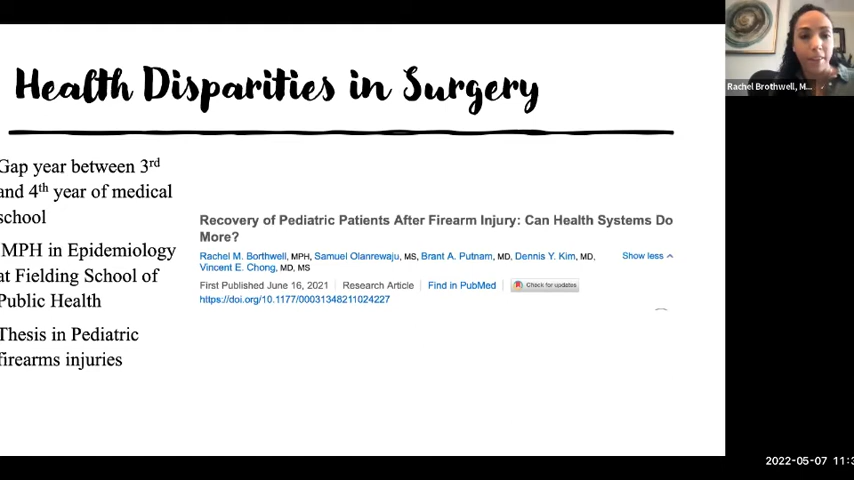 Health Disparities in Surgery
Gap year between 3rd
and 4th year of medical
school
MPH in Epidemiology
at Fielding School of
Public Health
Thesis in Pediatric
firearms injuries
Recovery of Pediatric Patients After Firearm Injury: Can Health Systems Do
More?
Rachel M. Borthwell, MPH, Samuel Olanrewaju, MS, Brant A. Putnam, MD, Dennis Y. Kim, MD,
Vincent E. Chong, MD, MS
Show less
First Published June 16, 2021 Research Article Find in PubMed Check for updates
https://doi.org/10.1177/00031348211024227
Rachel Brothwell, M...
2022-05-07 11:3